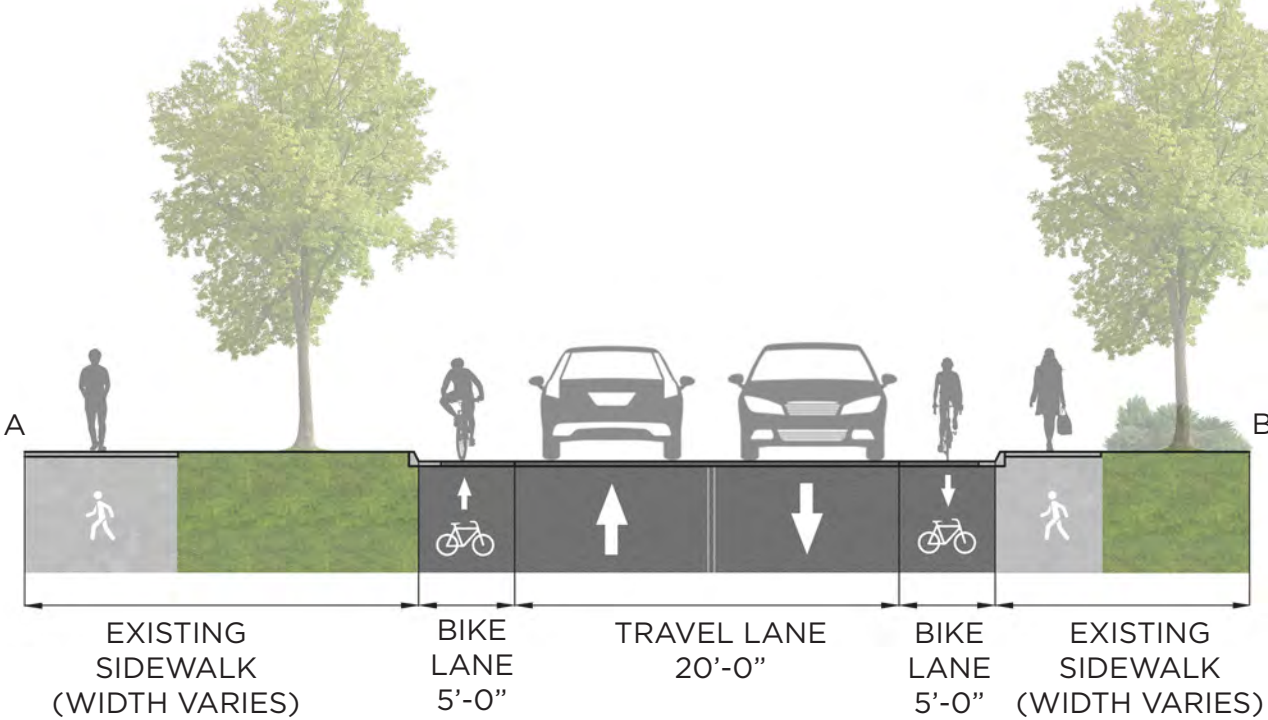 A
B
EXISTING
SIDEWALK
(WIDTH VARIES)
BIKE
LANE
5’-0”
TRAVEL LANE
20’-0”
BIKE
LANE
5’-0”
EXISTING
SIDEWALK
(WIDTH VARIES)